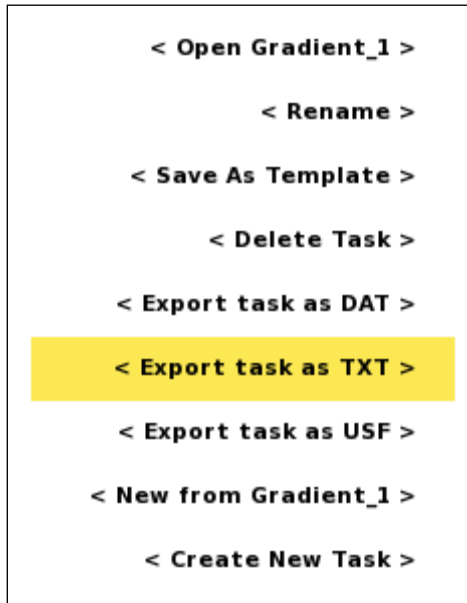 < Open Gradient_1 >
< Rename >
< Save As Template >
< Delete Task >
< Export task as DAT >
< Export task as TXT >
< Export task as USF >
< New from Gradient_1 >
< Create New Task >